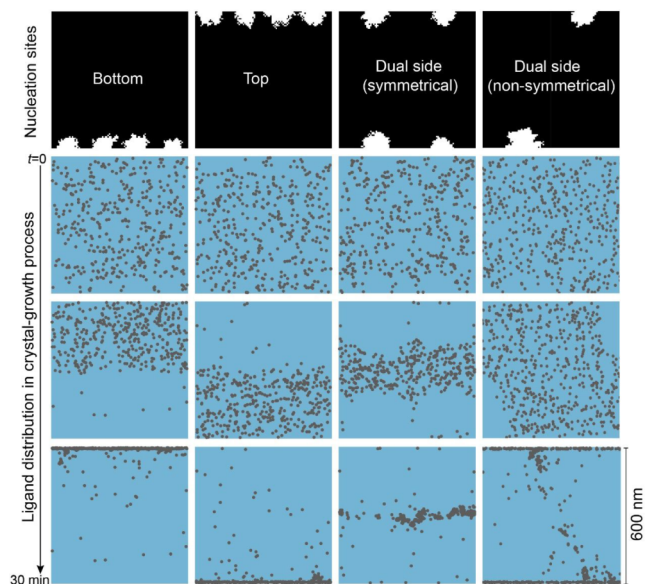 Nucleation sites
Bottom
Top
Dual side
(symmetrical)
Dual side
(non-symmetrical)
t=0
Ligand distribution in crystal-growth process
30 min
600 nm